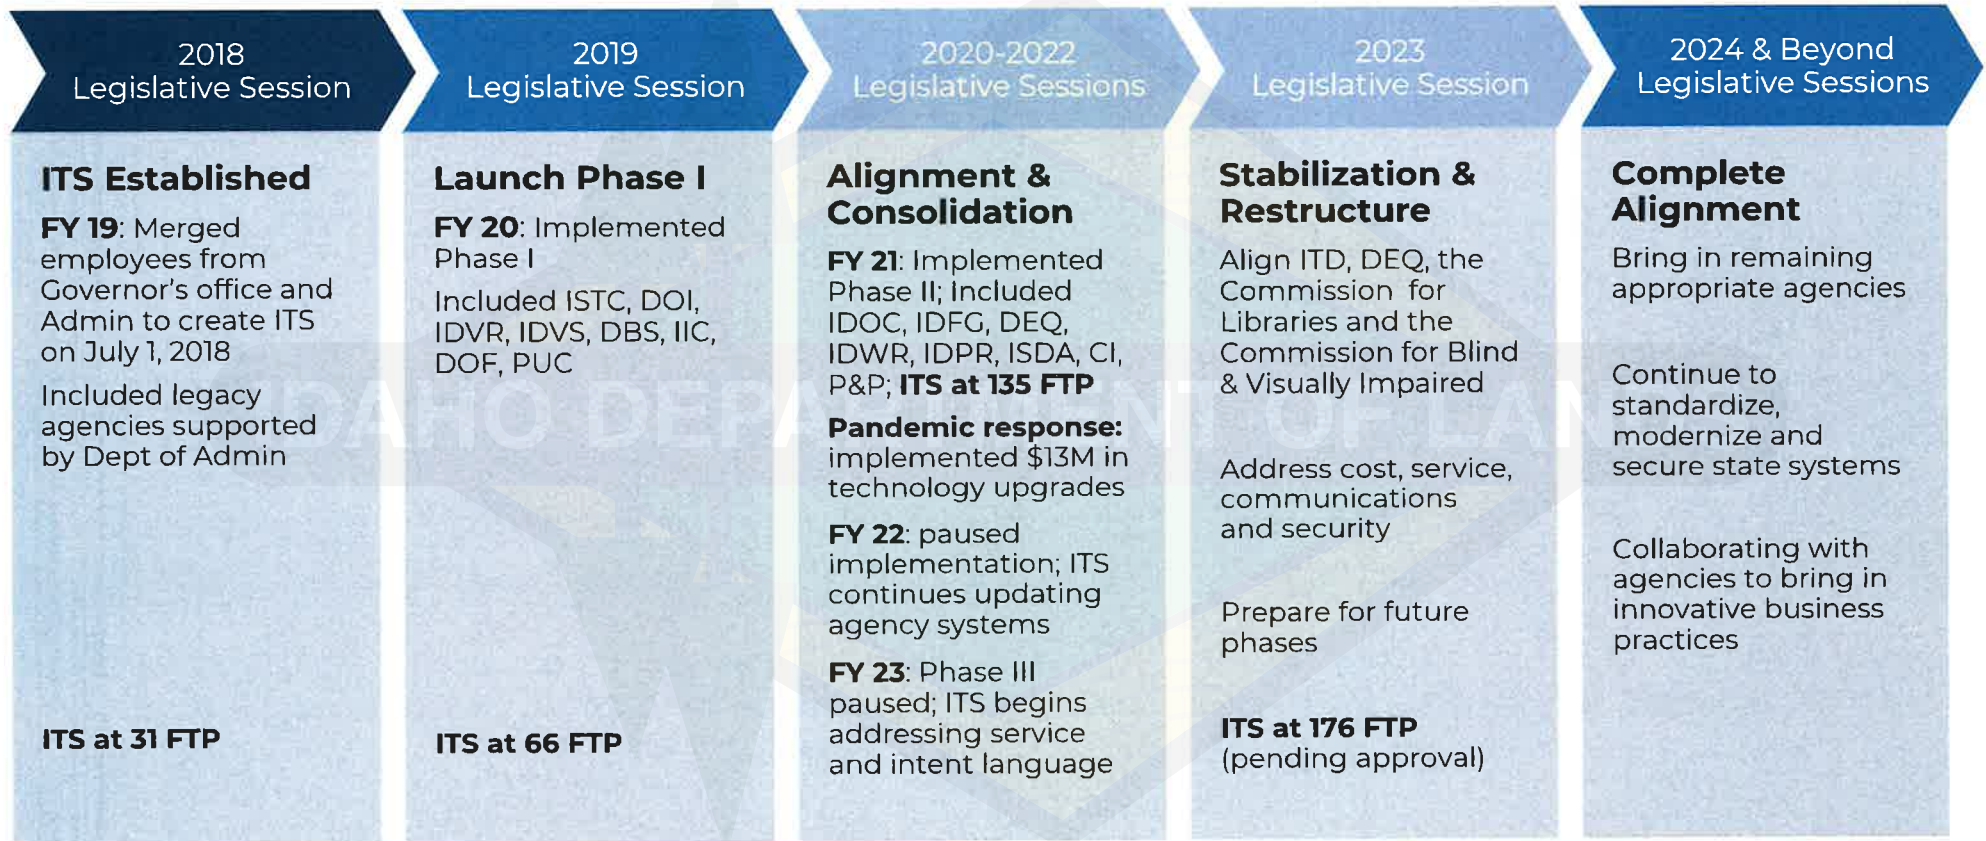 2018
Legislative Session
ITS Established
FY 19: Merged
employees from
Governor's office and
Admin to create ITS
on July 1, 2018
Included legacy
agencies supported
by Dept of Admin
ITS at 31 FTP
2019
Legislative Session
Launch Phase I
FY 20: Implemented
Phase I
Included ISTC, DOI,
IDVR, IDVS, DBS, IIC,
DOF, PUC
ITS at 66 FTP
2020-2022
Legislative Sessions
Alignment &
Consolidation
FY 21: Implemented
Phase II; Included
IDOC, IDFG, DEQ,
IDWR, IDPR, ISDA, CI,
P&P; ITS at 135 FTP
Pandemic response:
implemented $13M in
technology upgrades
FY 22: paused
implementation; ITS
continues updating
agency systems
FY 23: Phase III
paused; ITS begins
addressing service
and intent language
2023
Legislative Session
Stabilization &
Restructure
Align ITD, DEQ, the
Commission for
Libraries and the
Commission for Blind
& Visually Impaired
Address cost, service,
communications
and security
Prepare for future
phases
ITS at 176 FTP
(pending approval)
2024 & Beyond
Legislative Sessions
Complete
Alignment
Bring in remaining
appropriate agencies
Continue to
standardize,
modernize and
secure state systems
Collaborating with
agencies to bring in
innovative business
practices
DAHO DEPARTMENT OF LAN